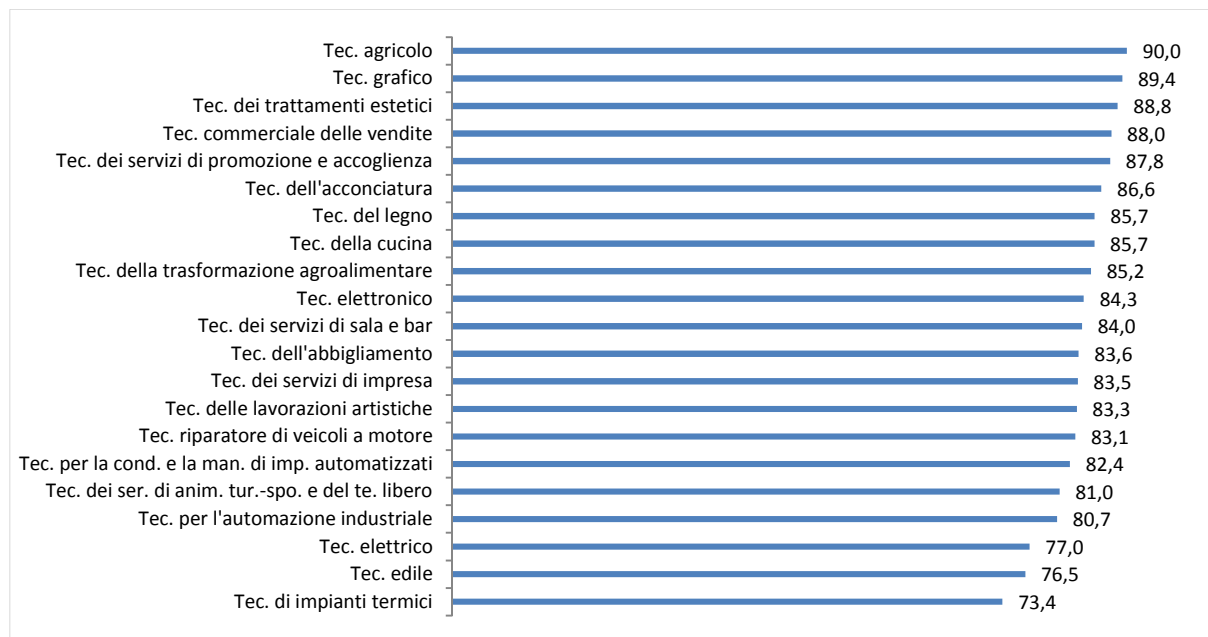 Tec. agricolo 90,0
Tec. grafico 89,4
Tec. dei trattamenti estetici 88,8
Tec. commerciale delle vendite 88,0
Tec. dei servizi di promozione e accoglienza 87,8
Tec. dell'acconciatura 86,6
Tec. del legno 85,7
Tec. della cucina 85,7
Tec. della trasformazione agroalimentare 85,2
Tec. elettronico 84,3
Tec. dei servizi di sala e bar 84,0
Tec. dell'abbigliamento 83,6
Tec. dei servizi di impresa 83,5
Tec. delle lavorazioni artistiche 83,3
Tec. riparatore di veicoli a motore 83,1
Tec. per la cond. e la man. di imp. automatizzati 82,4
Tec. dei ser. di anim. tur.-spo. e del te. libero 81,0
Tec. per l'automazione industriale 80,7
Tec. elettrico 77,0
Tec. edile 76,5
Tec. di impianti termici 73,4